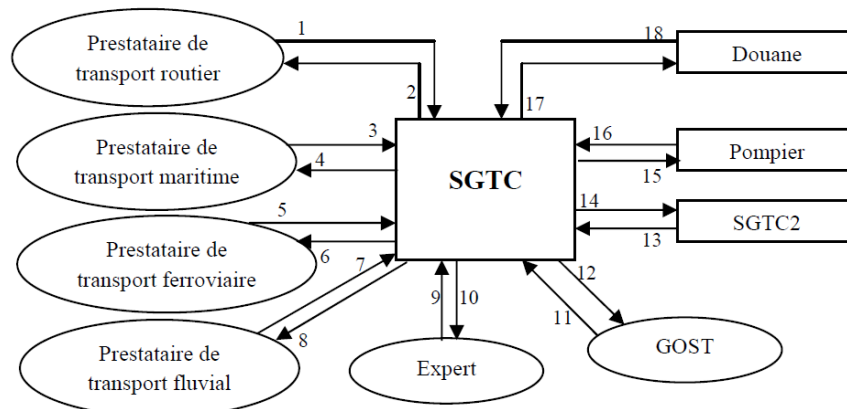 1
18
Prestataire de
transport routier
Douane
2
17
3
16
Prestataire de
transport maritime
4
SGTC
15
Pompier
5
14
SGTC2
Prestataire de
transport ferroviaire
6
13
7
12
9
10
11
8
Prestataire de
transport fluvial
Expert
GOST